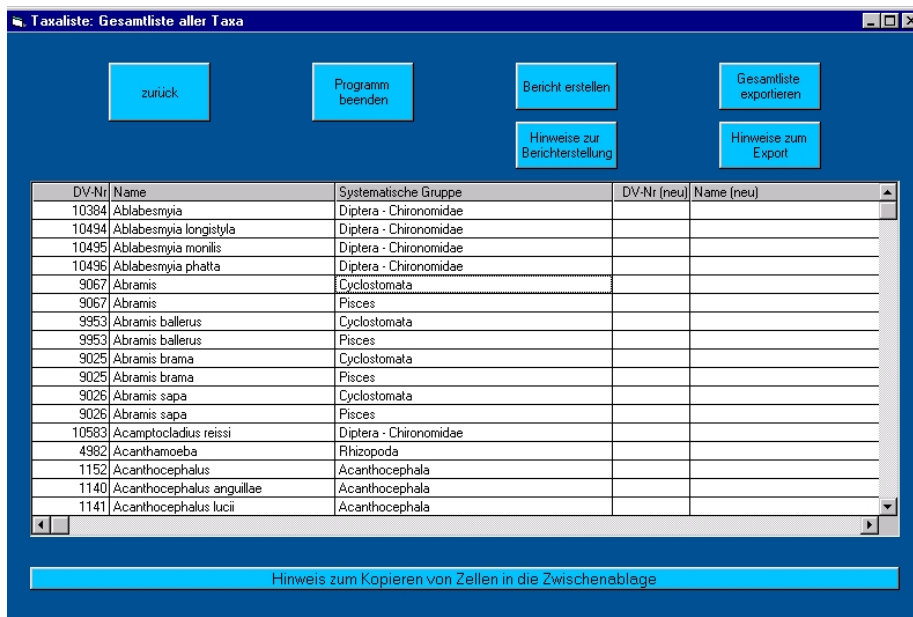 Taxaliste: Gesamtliste aller Taxa
zurück
Programm
beenden
Bericht erstellen
Gesamtliste
exportieren
Hinweise zur
Berichterstellung
Hinweise zum
Export
DV-Nr Name Systematische Gruppe DV-Nr (neu) Name (neu)
10384 Ablabesmyia Diptera - Chironomidae
10494 Ablabesmyia longistyla Diptera - Chironomidae
10495 Ablabesmyia monilis Diptera - Chironomidae
10496 Ablabesmyia phatta Diptera - Chironomidae
9067 Abramis Cyclostomata
9067 Abramis Pisces
9953 Abramis ballerus Cyclostomata
9953 Abramis ballerus Pisces
9025 Abramis brama Cyclostomata
9025 Abramis brama Pisces
9026 Abramis sapa Cyclostomata
9026 Abramis sapa Pisces
10583 Acamptocladius reissi Diptera - Chironomidae
4982 Acanthamoeba Rhizopoda
1152 Acanthocephalus Acanthocephala
1140 Acanthocephalus anguillae Acanthocephala
1141 Acanthocephalus lucii Acanthocephala
Hinweis zum Kopieren von Zellen in die Zwischenablage